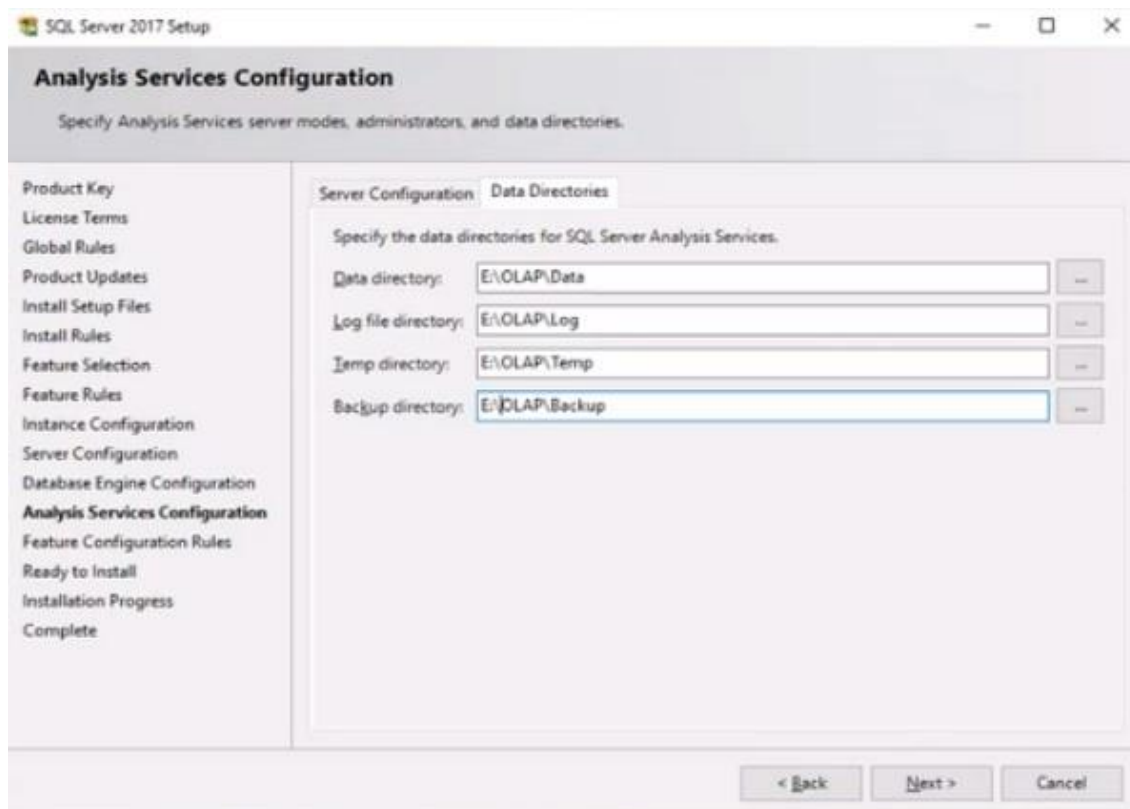 SQL Server 2017 Setup
Analysis Services Configuration
Specify Analysis Services server modes, administrators, and data directories.
Product Key
License Terms
Global Rules
Product Updates
Install Setup Files
Install Rules
Feature Selection
Feature Rules
Instance Configuration
Server Configuration
Database Engine Configuration
Analysis Services Configuration
Feature Configuration Rules
Ready to Install
Installation Progress
Complete
Server Configuration Data Directories
Specify the data directories for SQL Server Analysis Services.
Data directory: E:\OLAP\Data ...
Log file directory: E:\OLAP\Log ...
Temp directory: E:\OLAP\Temp ...
Backup directory: E:\OLAP\Backup ...
< Back Next > Cancel